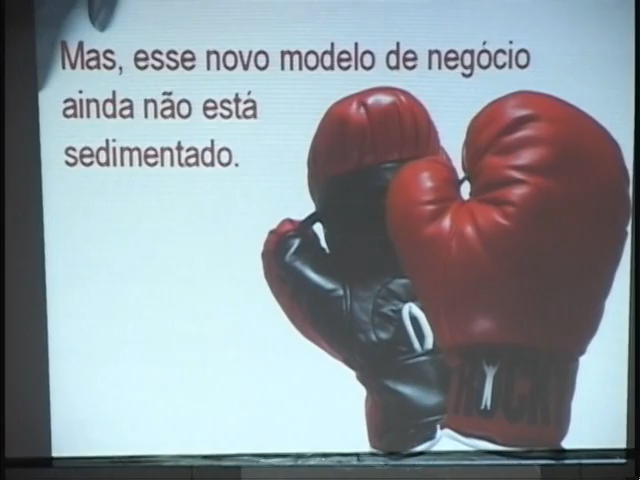 Mas, esse novo modelo de negócio
ainda não está
sedimentado.